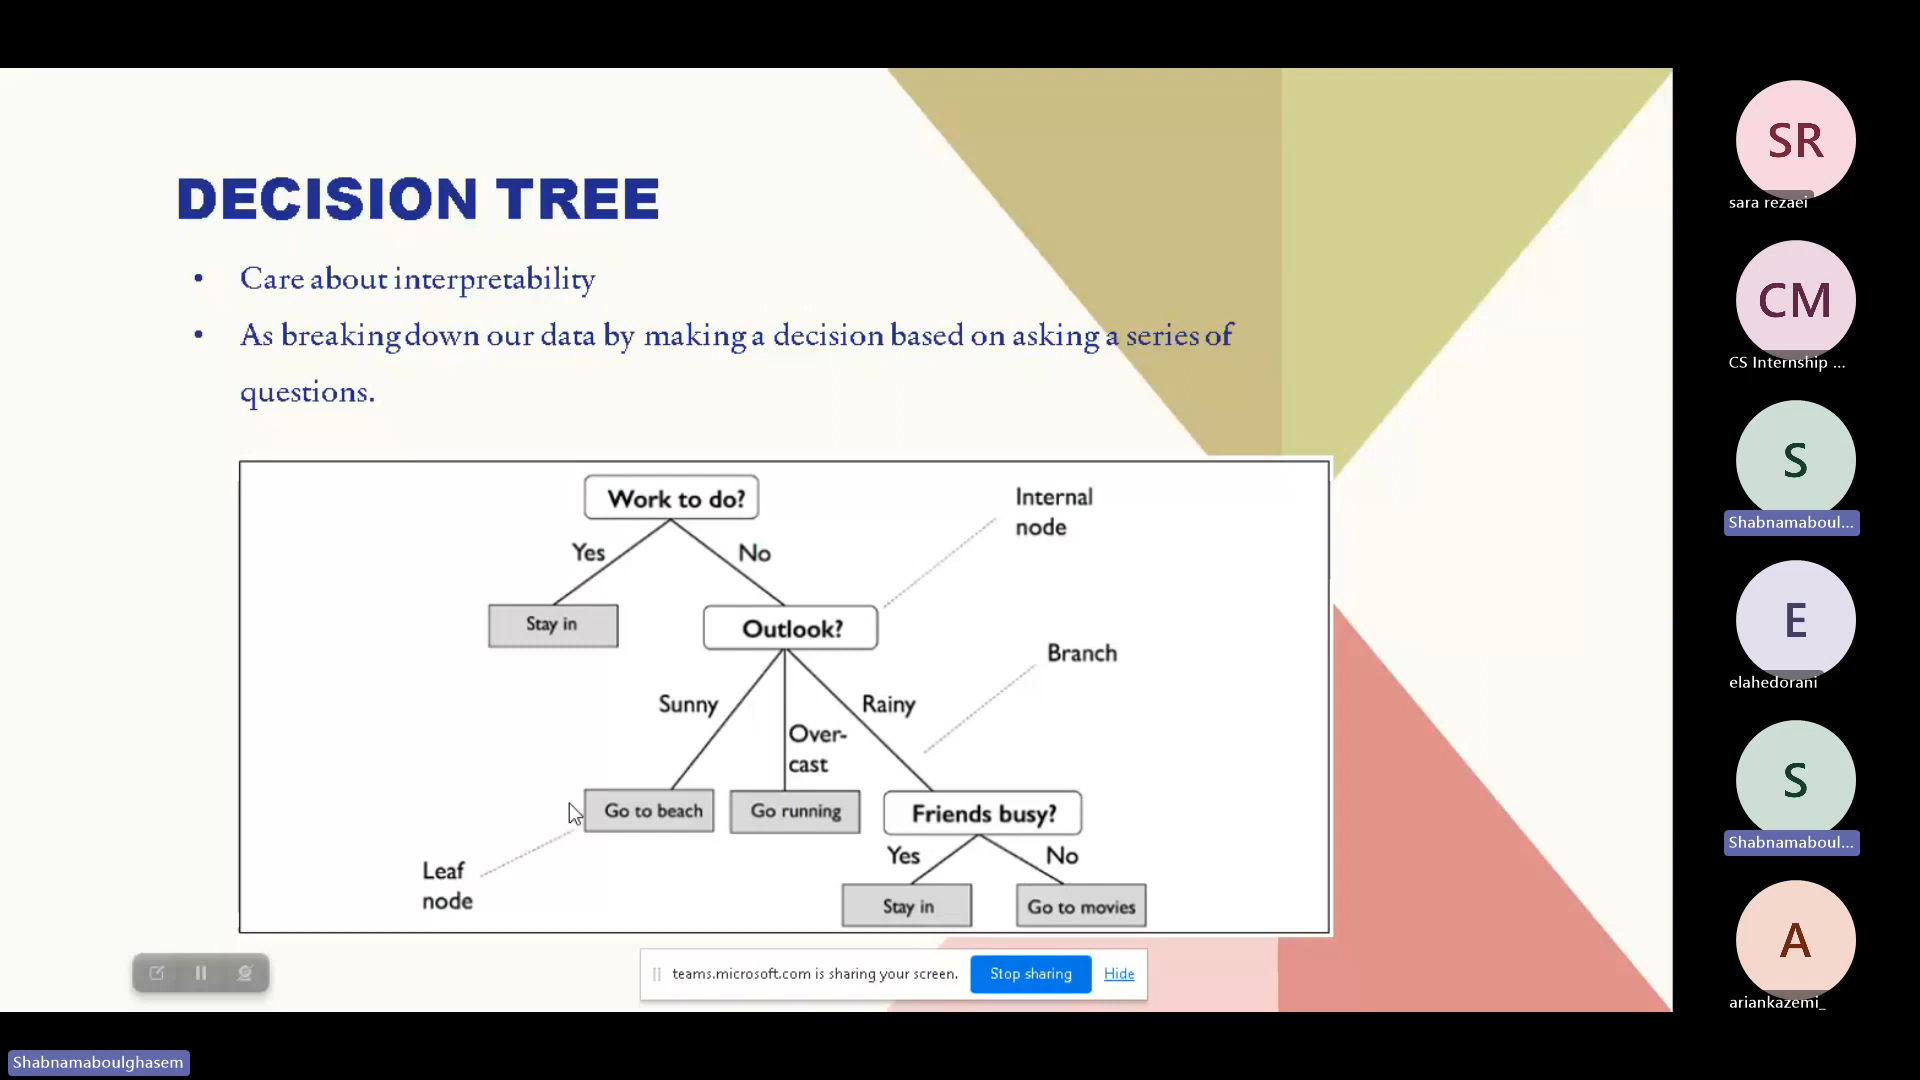 DECISION TREE
• Care about interpretability
• As breaking down our data by making a decision based on asking a series of
questions.
Work to do?
Internal
node
Yes
No
Stay in
Outlook?
Branch
Sunny
Rainy
Over-
cast
Go to beach
Go running
Friends busy?
Yes
No
Leaf
node
Stay in
Go to movies
teams.microsoft.com is sharing your screen.
Stop sharing
Hide
Shabnamaboulghasem
SR
sara rezaei
CM
CS Internship ...
S
Shabnamaboul...
E
elahedorani
S
Shabnamaboul...
A
ariankazemi_